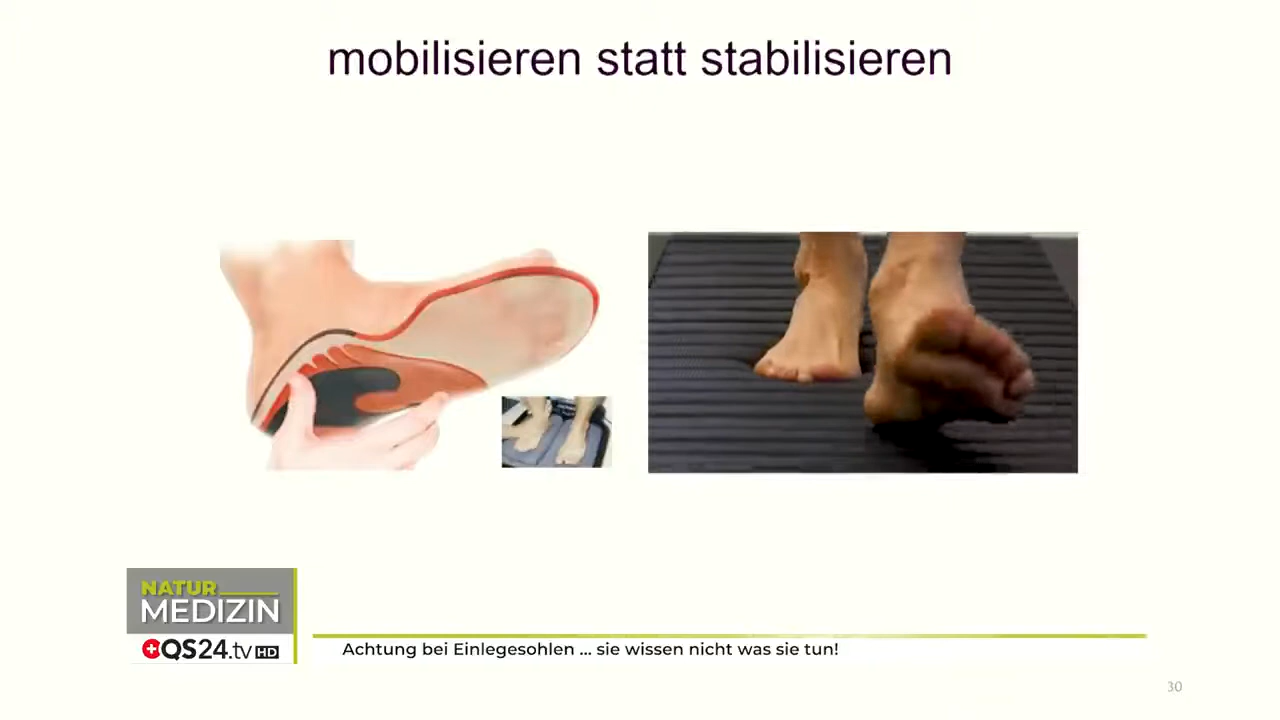 mobilisieren statt stabilisieren
NATUR
MEDIZIN
QS24.tv HD
Achtung bei Einlegesohlen ... sie wissen nicht was sie tun!
30